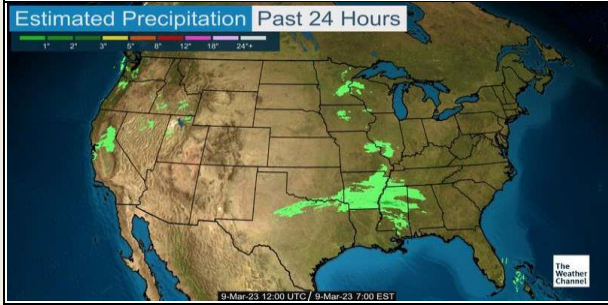 Estimated Precipitation Past 24 Hours
1" 2" 3" 5" 8" 12" 18" 24"+
The
Weather
Channel
9-Mar-23 12:00 UTC / 9-Mar-23 7:00 EST